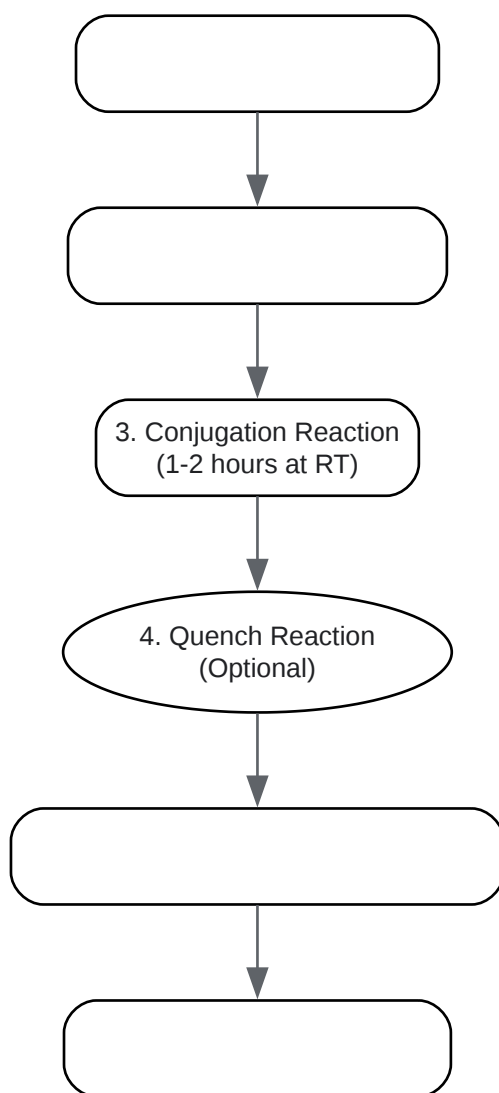 3. Conjugation Reaction
(1-2 hours at RT)
4. Quench Reaction
(Optional)